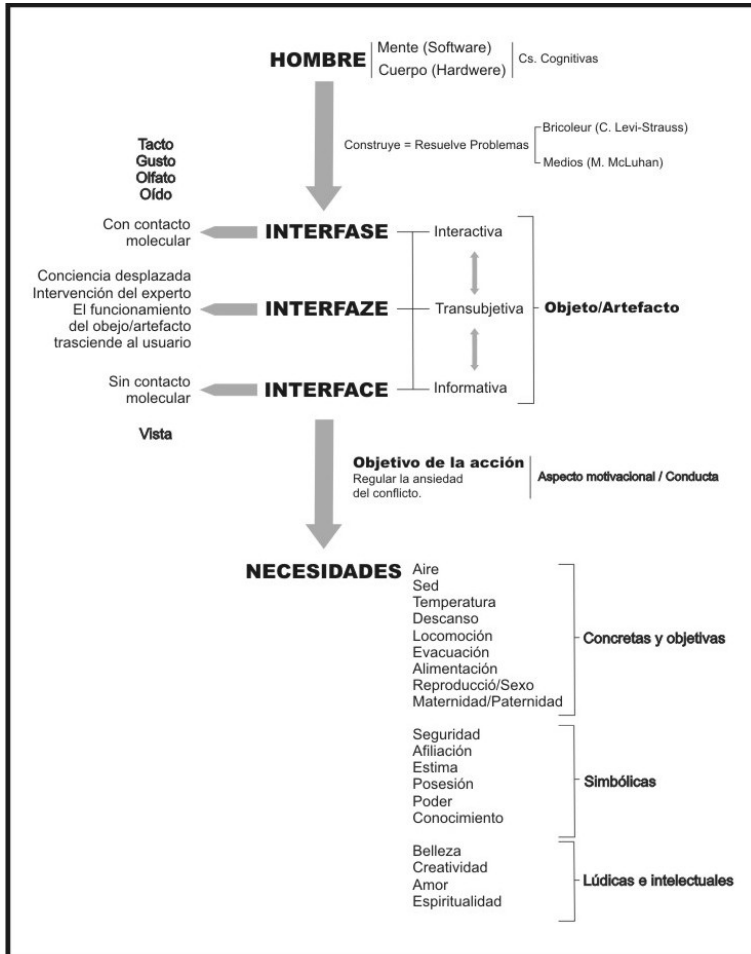 HOMBRE
Mente (Software)
Cuerpo (Hardwere)
Cs. Cognitivas
Construye = Resuelve Problemas
Bricoleur (C. Levi-Strauss)
Medios (M. McLuhan)
Tacto
Gusto
Olfato
Oído
Con contacto
molecular
INTERFASE
Interactiva
Conciencia desplazada
Intervención del experto
El funcionamiento
del obejo/artefacto
trasciende al usuario
INTERFAZE
Transubjetiva
Objeto/Artefacto
Sin contacto
molecular
INTERFACE
Informativa
Vista
Objetivo de la acción
Regular la ansiedad
del conflicto.
Aspecto motivacional / Conducta
NECESIDADES
Aire
Sed
Temperatura
Descanso
Locomoción
Evacuación
Alimentación
Reproducció/Sexo
Maternidad/Paternidad
Concretas y objetivas
Seguridad
Afiliación
Estima
Posesión
Poder
Conocimiento
Simbólicas
Belleza
Creatividad
Amor
Espiritualidad
Lúdicas e intelectuales